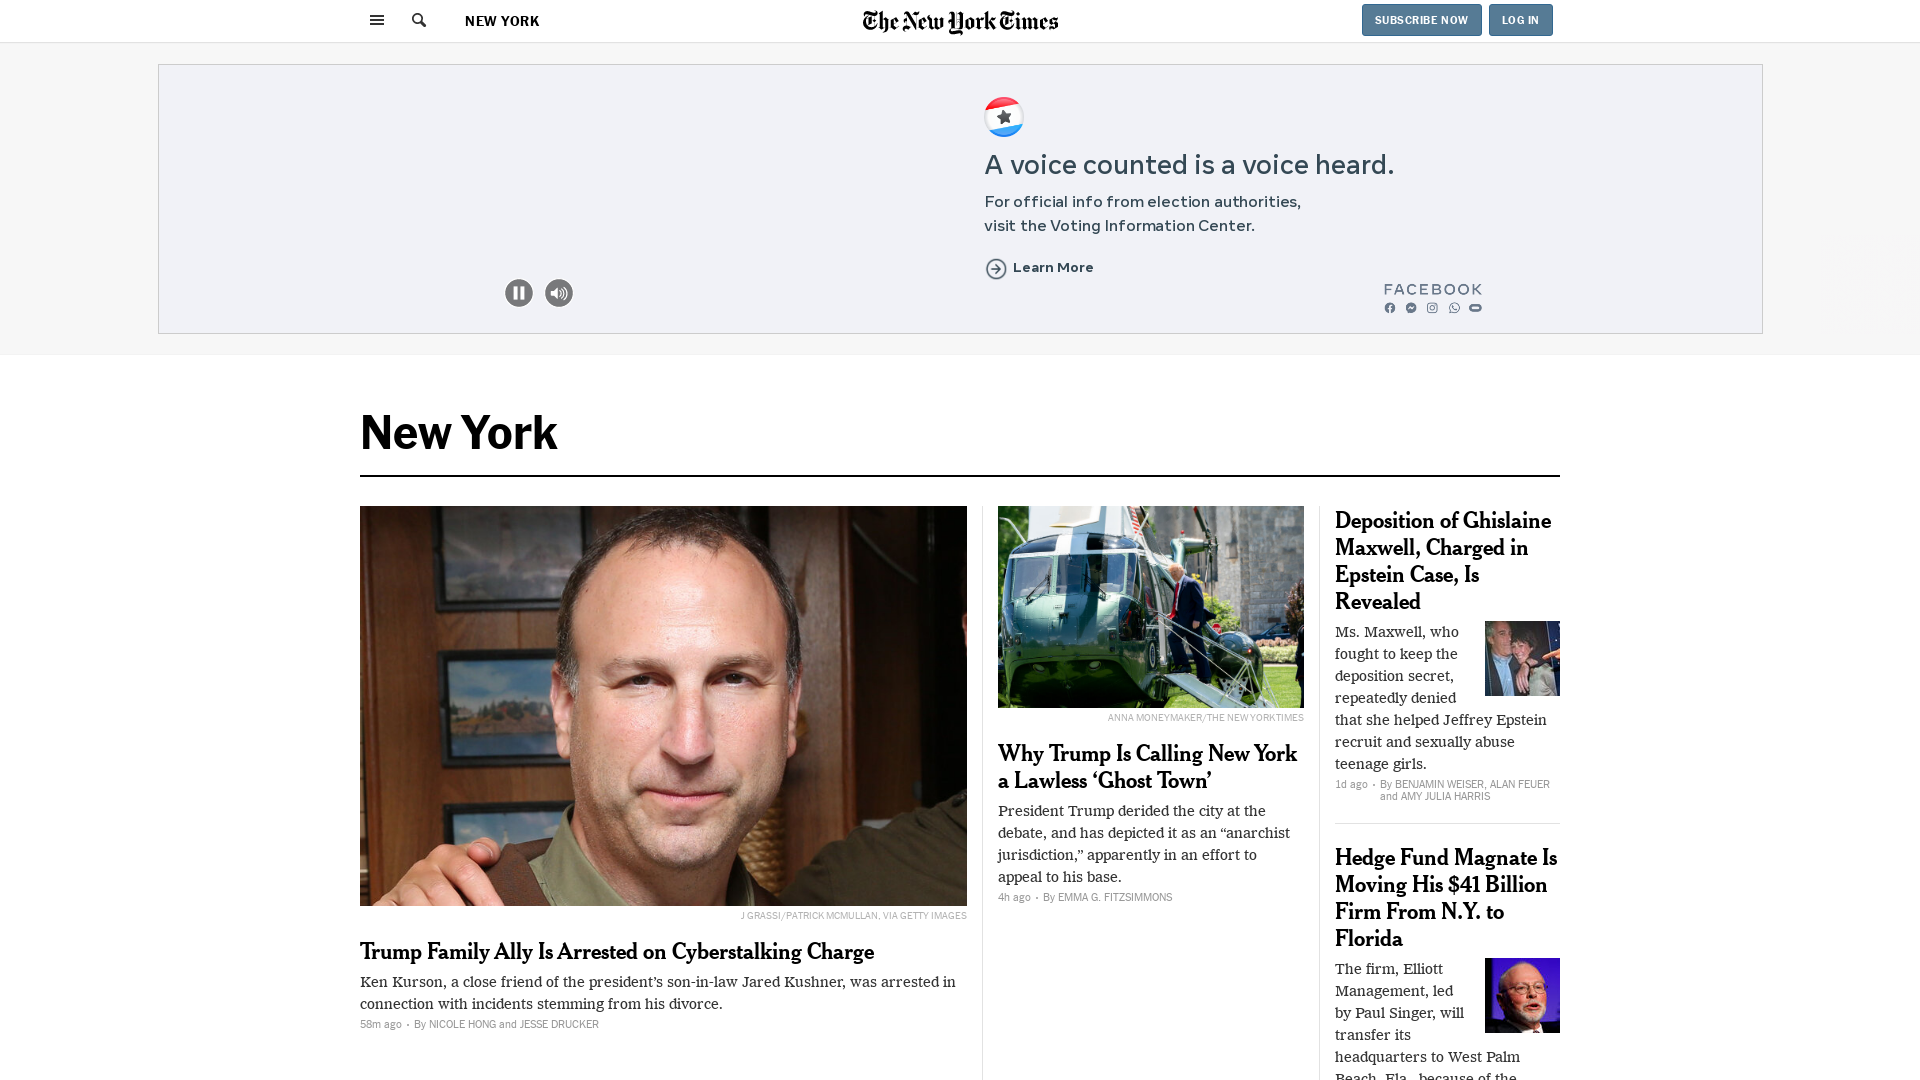 NEW YORK
The New York Times
SUBSCRIBE NOW
LOG IN
A voice counted is a voice heard.
For official info from election authorities,
visit the Voting Information Center.
Learn More
FACEBOOK
New York
J GRASSI/PATRICK MCMULLAN, VIA GETTY IMAGES
Trump Family Ally Is Arrested on Cyberstalking Charge
Ken Kurson, a close friend of the president’s son-in-law Jared Kushner, was arrested in
connection with incidents stemming from his divorce.
58m ago · By NICOLE HONG and JESSE DRUCKER
ANNA MONEYMAKER/THE NEW YORK TIMES
Why Trump Is Calling New York
a Lawless ‘Ghost Town’
President Trump derided the city at the
debate, and has depicted it as an “anarchist
jurisdiction,” apparently in an effort to
appeal to his base.
4h ago · By EMMA G. FITZSIMMONS
Deposition of Ghislaine
Maxwell, Charged in
Epstein Case, Is
Revealed
Ms. Maxwell, who
fought to keep the
deposition secret,
repeatedly denied
that she helped Jeffrey Epstein
recruit and sexually abuse
teenage girls.
1d ago · By BENJAMIN WEISER, ALAN FEUER
and AMY JULIA HARRIS
Hedge Fund Magnate Is
Moving His $41 Billion
Firm From N.Y. to
Florida
The firm, Elliott
Management, led
by Paul Singer, will
transfer its
headquarters to West Palm
Beach, Fla., because of the